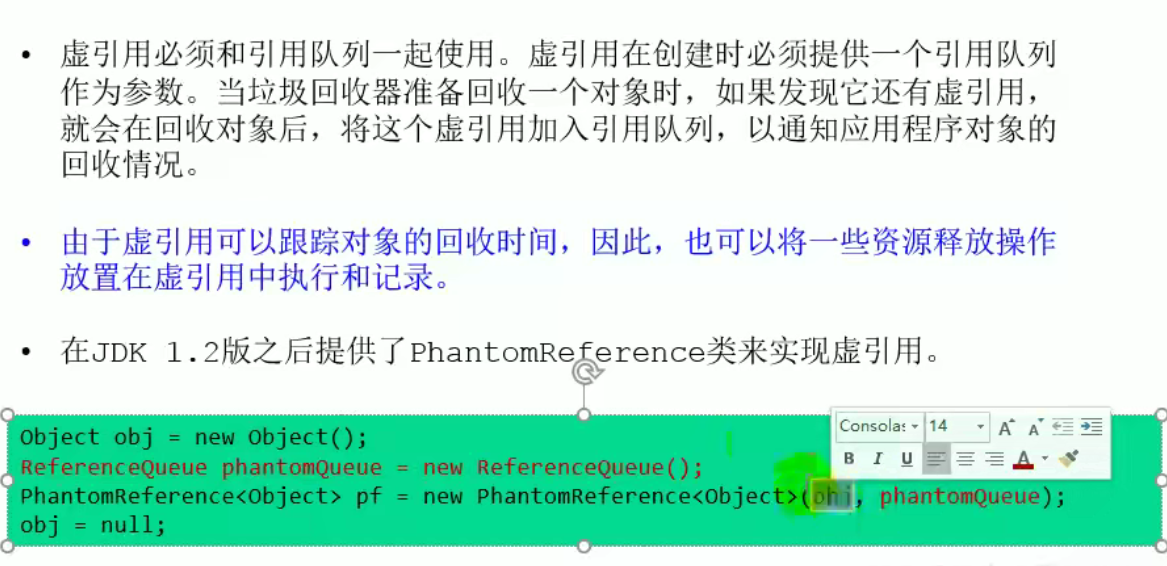 • 虚引用必须和引用队列一起使用。虚引用在创建时必须提供一个引用队列
作为参数。当垃圾回收器准备回收一个对象时，如果发现它还有虚引用，
就会在回收对象后，将这个虚引用加入引用队列，以通知应用程序对象的
回收情况。
• 由于虚引用可以跟踪对象的回收时间，因此，也可以将一些资源释放操作
放置在虚引用中执行和记录。
• 在JDK 1.2版之后提供了PhantomReference类来实现虚引用。
Consolas 14 A A
B I U A
Object obj = new Object();
ReferenceQueue phantomQueue = new ReferenceQueue();
PhantomReference<Object> pf = new PhantomReference<Object>(obj, phantomQueue);
obj = null;